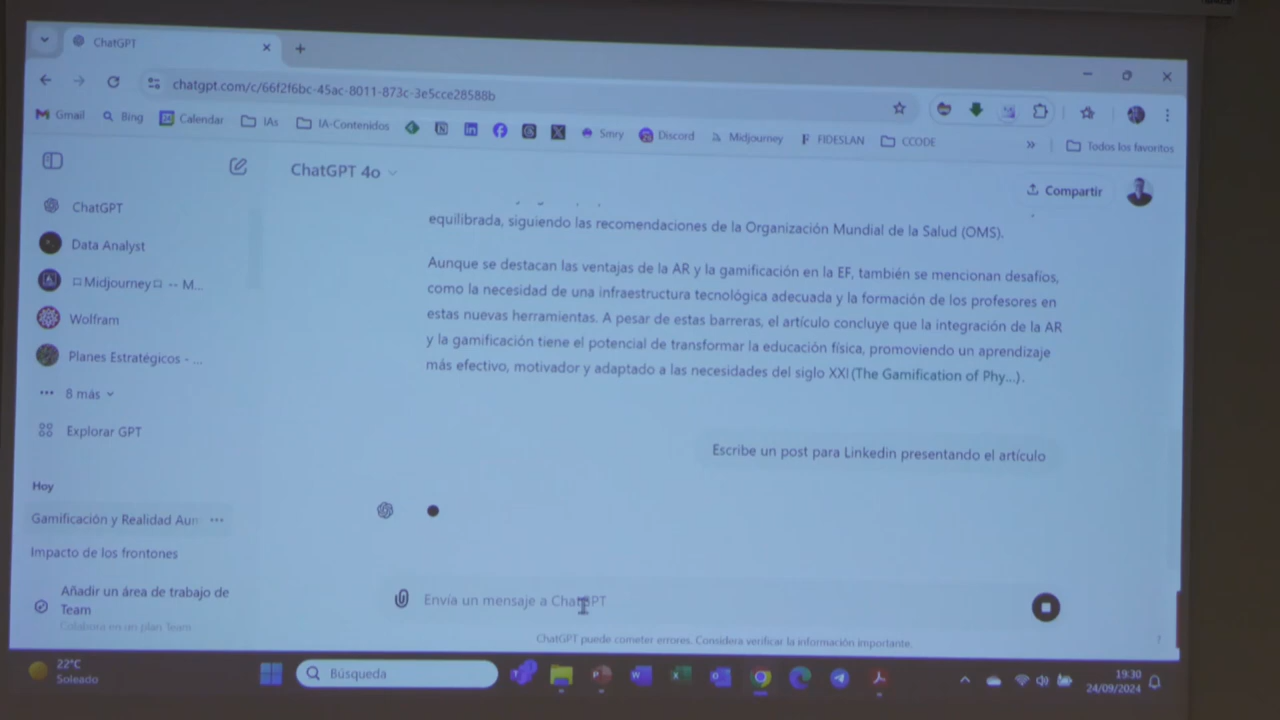 ChatGPT
chatgpt.com/c/66f2f6bc-45ac-8011-873c-3e5cce28588b
Gmail Bing Calendar IAs IA-Contenidos Smry Discord Midjourney FIDESLAN CCODE » Todos los favoritos
ChatGPT 4o
Compartir
ChatGPT
Data Analyst
Midjourney -- M...
Wolfram
Planes Estratégicos - ...
8 más
Explorar GPT
Hoy
Gamificación y Realidad Aum
Impacto de los frontones
Añadir un área de trabajo de
Team
Colabora en un plan Team
equilibrada, siguiendo las recomendaciones de la Organización Mundial de la Salud (OMS).
Aunque se destacan las ventajas de la AR y la gamificación en la EF, también se mencionan desafíos,
como la necesidad de una infraestructura tecnológica adecuada y la formación de los profesores en
estas nuevas herramientas. A pesar de estas barreras, el artículo concluye que la integración de la AR
y la gamificación tiene el potencial de transformar la educación física, promoviendo un aprendizaje
más efectivo, motivador y adaptado a las necesidades del siglo XXI (The Gamification of Phy...).
Escribe un post para Linkedin presentando el artículo
Envía un mensaje a ChatGPT
ChatGPT puede cometer errores. Considera verificar la información importante.
22°C
Soleado
Búsqueda
19:30
24/09/2024